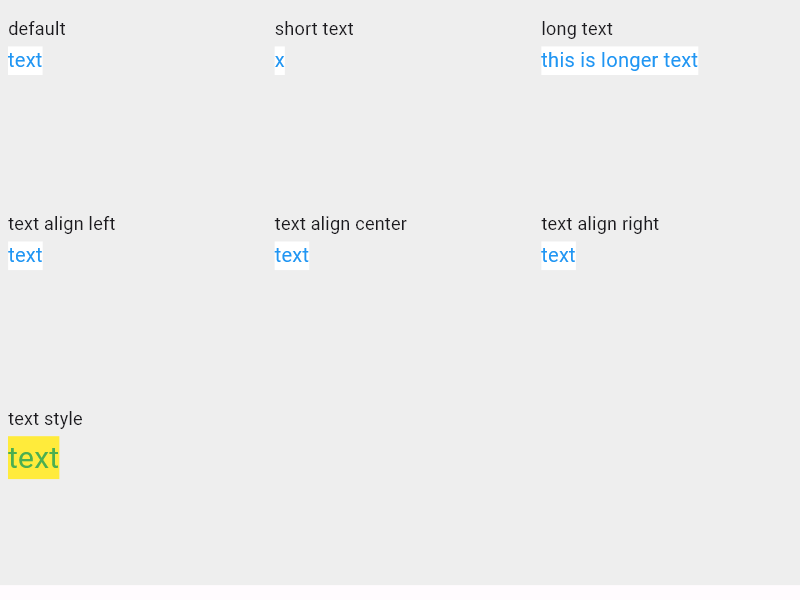 default
text
short text
x
long text
this is longer text
text align left
text
text align center
text
text align right
text
text style
text